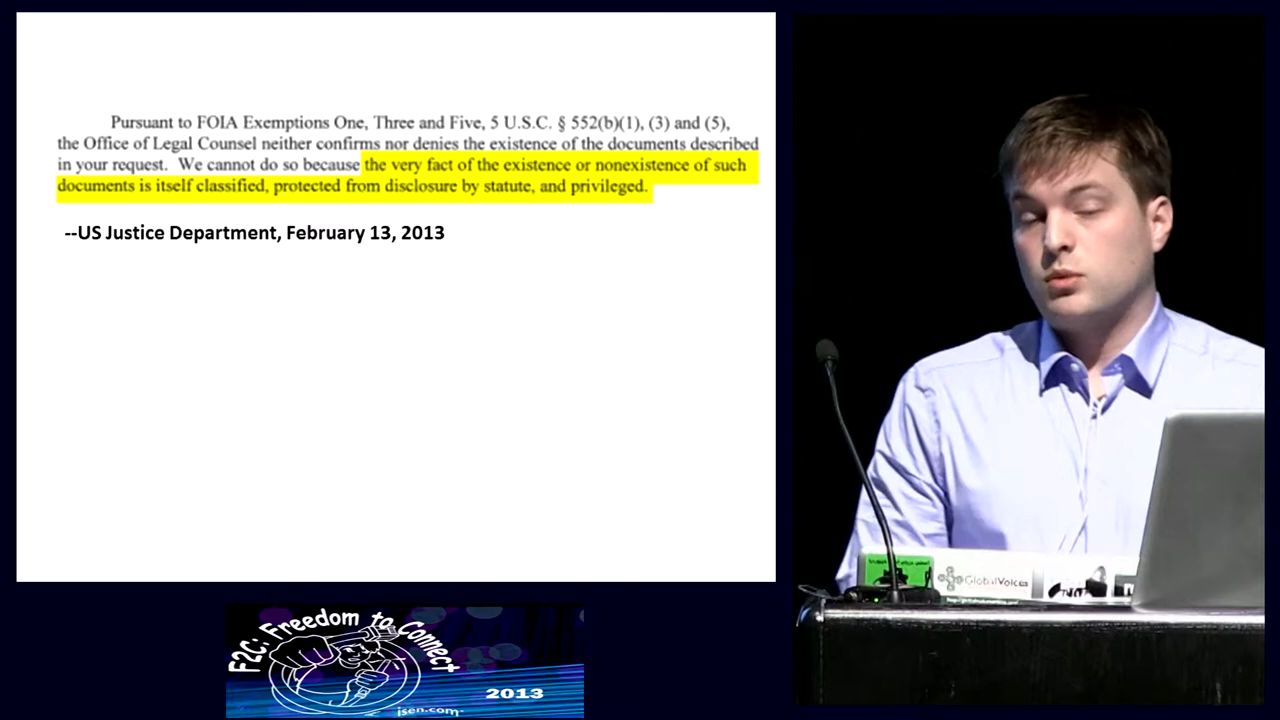 Pursuant to FOIA Exemptions One, Three and Five, 5 U.S.C. § 552(b)(1), (3) and (5),
the Office of Legal Counsel neither confirms nor denies the existence of the documents described
in your request. We cannot do so because the very fact of the existence or nonexistence of such
documents is itself classified, protected from disclosure by statute, and privileged.
--US Justice Department, February 13, 2013
GlobalVoices
F2C: Freedom to Connect
2013
isen.com